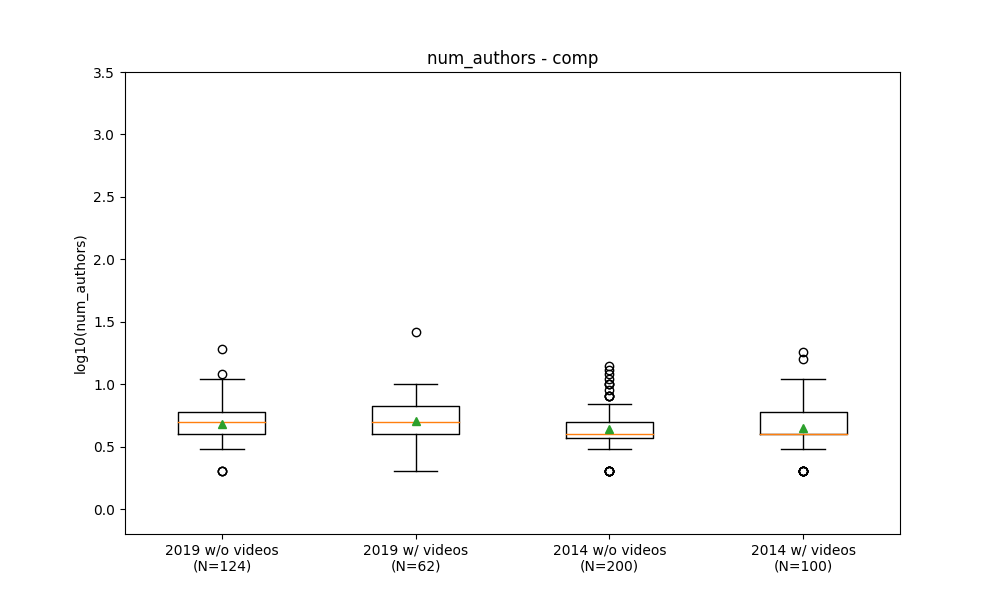 num_authors - comp
3.5
3.0
2.5
2.0
1.5
1.0
0.5
0.0
log10(num_authors)
2019 w/o videos
(N=124)
2019 w/ videos
(N=62)
2014 w/o videos
(N=200)
2014 w/ videos
(N=100)